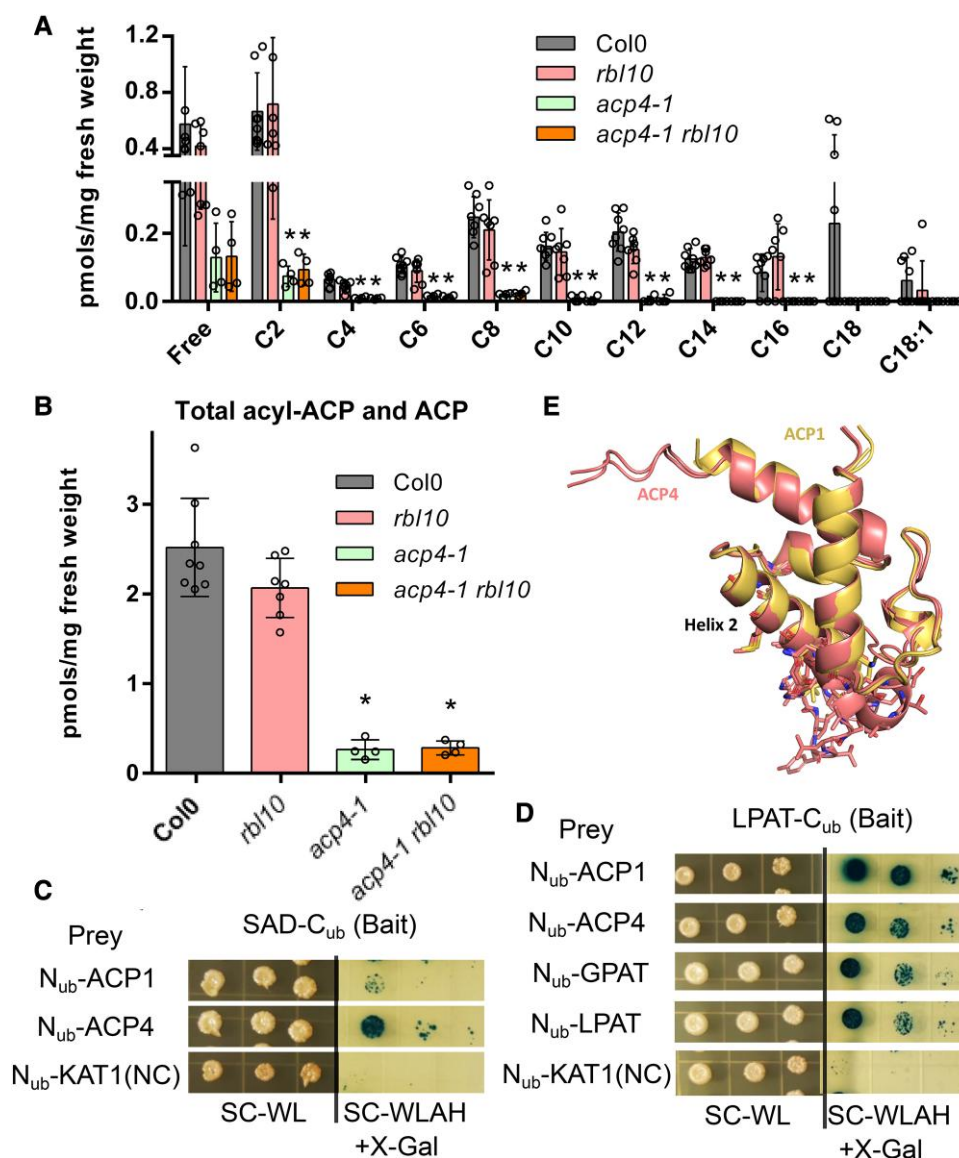 A
Col0
rbl10
acp4-1
acp4-1 rbl10
pmols/mg fresh weight
1.2
0.8
0.4
0.2
0.0
Free
C2
C4
C6
C8
C10
C12
C14
C16
C18
C18:1
**
**
**
**
**
**
**
**
B
Total acyl-ACP and ACP
pmols/mg fresh weight
3
2
1
0
Col0
rbl10
acp4-1
acp4-1 rbl10
*
*
Col0
rbl10
acp4-1
acp4-1 rbl10
E
ACP1
ACP4
Helix 2
C
SAD-Cub (Bait)
Prey
Nub-ACP1
Nub-ACP4
Nub-KAT1(NC)
SC-WL
SC-WLAH
+X-Gal
D
LPAT-Cub (Bait)
Prey
Nub-ACP1
Nub-ACP4
Nub-GPAT
Nub-LPAT
Nub-KAT1(NC)
SC-WL
SC-WLAH
+X-Gal